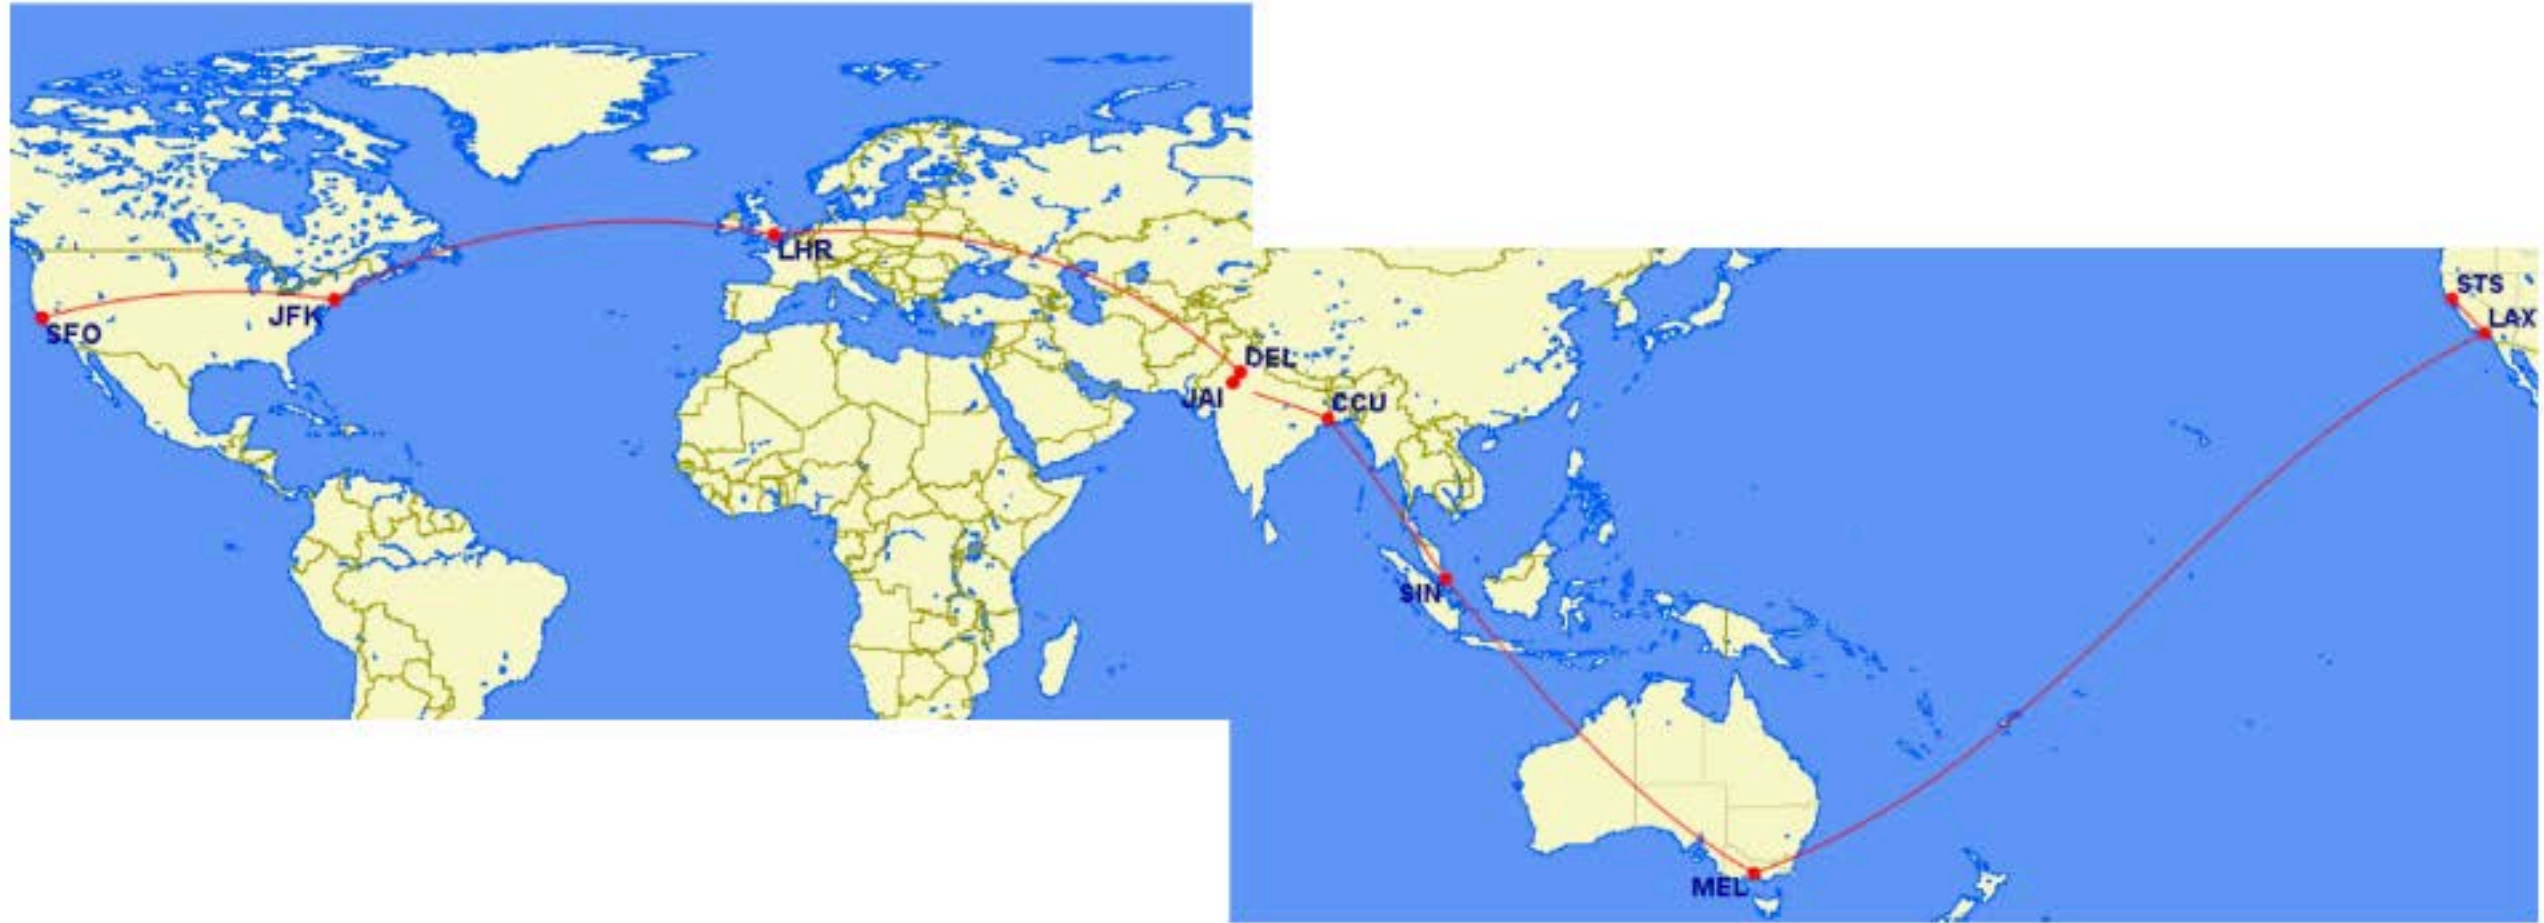 STS
LHR
JFK
LAX
SFO
DEL
JAI
CCU
SIN
MEL